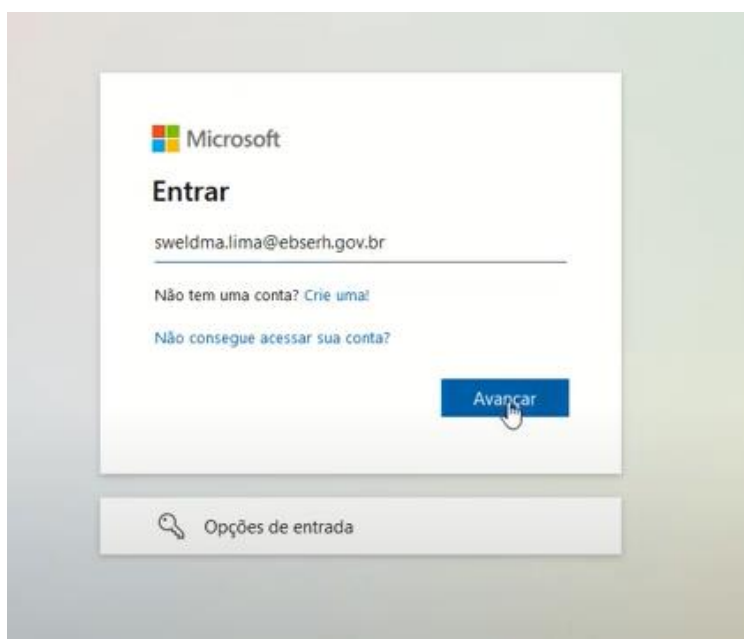 Microsoft
Entrar
sweldma.lima@ebserh.gov.br
Não tem uma conta? Crie uma!
Não consegue acessar sua conta?
Avançar
Opções de entrada